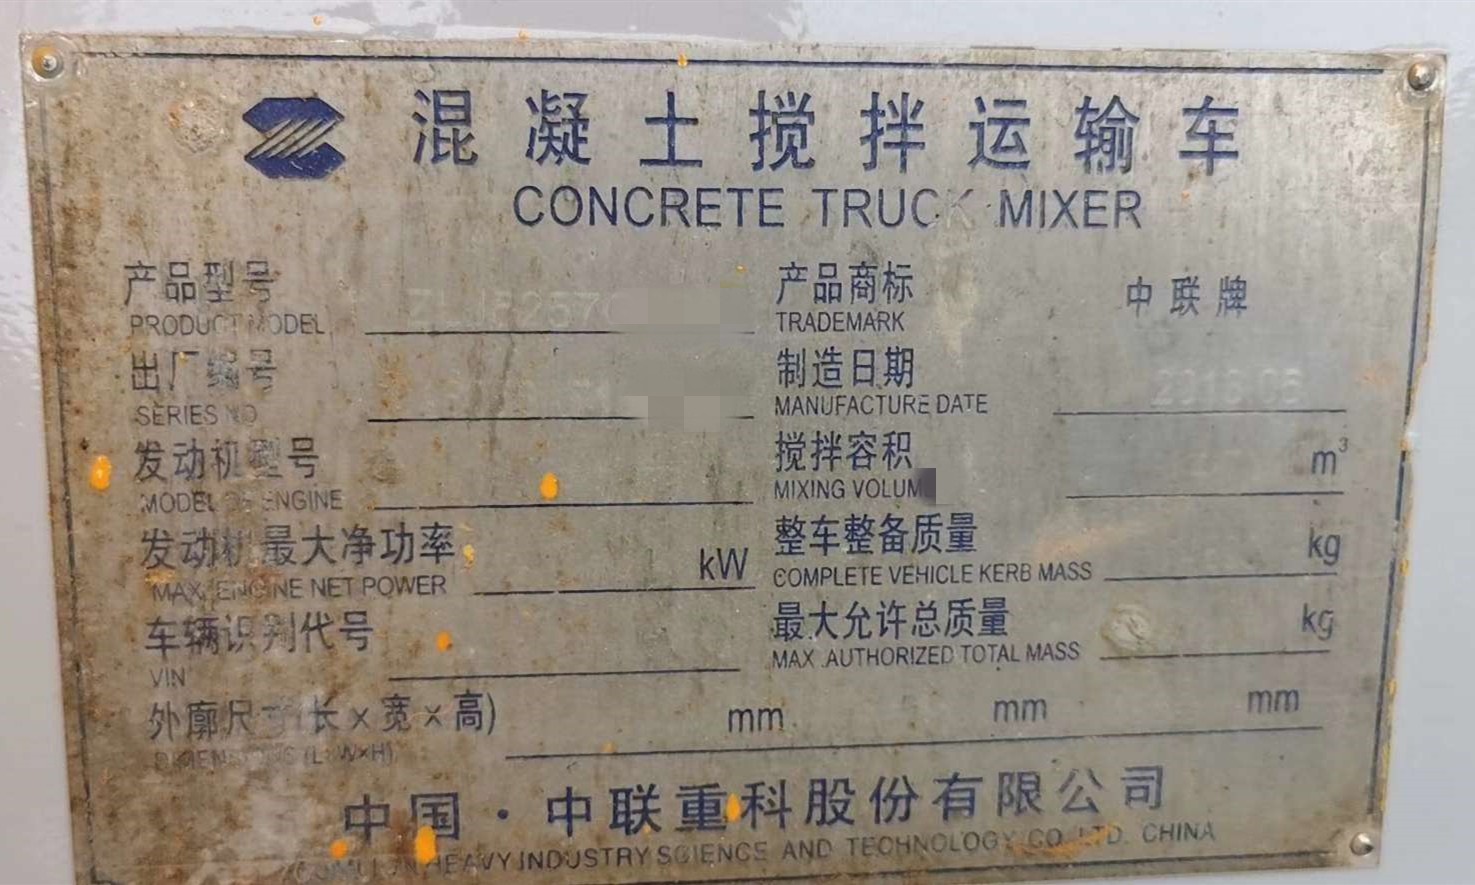 混凝土搅拌运输车
CONCRETE TRUCK MIXER
产品型号
PRODUCT MODEL
产品商标 中联牌
TRADEMARK
出厂编号
SERIES NO
制造日期 2016.05
MANUFACTURE DATE
发动机型号
MODEL OF ENGINE
搅拌容积 m³
MIXING VOLUM
发动机最大净功率 kW
MAX. ENGINE NET POWER
整车整备质量 kg
COMPLETE VEHICLE KERB MASS
车辆识别代号
VIN
最大允许总质量 kg
MAX .AUTHORIZED TOTAL MASS
外廓尺寸(长×宽×高) mm mm mm
DIMENSIONS (L×W×H)
中国·中联重科股份有限公司
ZOOMLION HEAVY INDUSTRY SCIENCE AND TECHNOLOGY CO.,LTD. CHINA